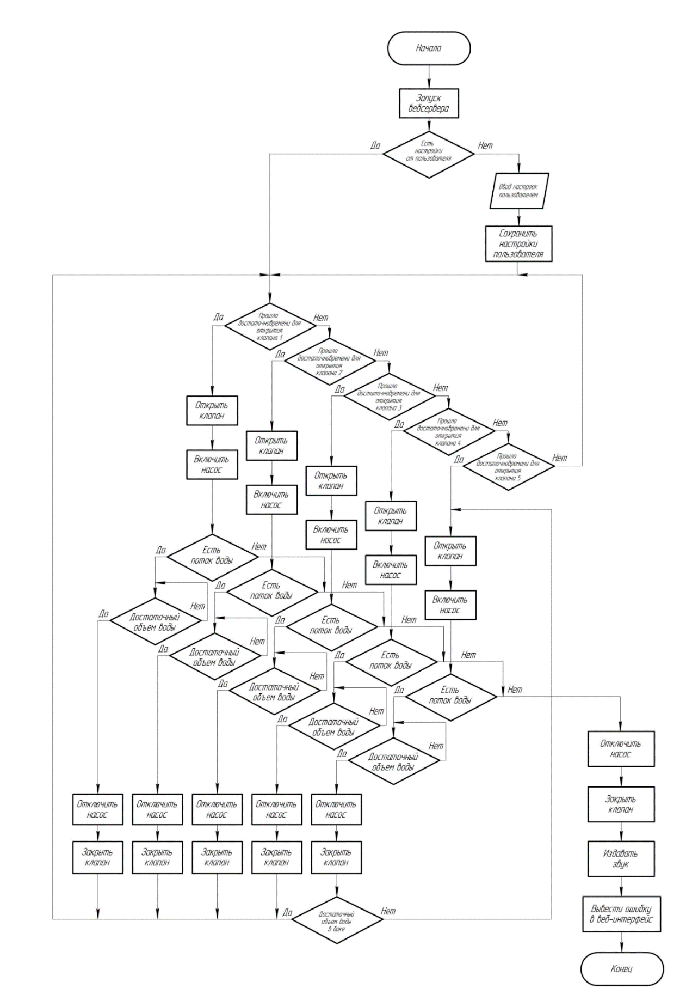 Начало
Запуск
вебсервера
Есть
настройки
от пользователя
Да
Нет
Ввод настроек
пользователем
Сохранить
настройки
пользователя
Прошло
достаточновремени для
открытия
клапана 1
Да
Нет
Прошло
достаточновремени для
открытия
клапана 2
Да
Нет
Прошло
достаточновремени для
открытия
клапана 3
Да
Нет
Прошло
достаточновремени для
открытия
клапана 4
Да
Нет
Прошло
достаточновремени для
открытия
клапана 5
Да
Нет
Открыть
клапан
Включить
насос
Открыть
клапан
Включить
насос
Открыть
клапан
Включить
насос
Открыть
клапан
Включить
насос
Открыть
клапан
Включить
насос
Да
Есть
поток воды
Нет
Да
Есть
поток воды
Нет
Да
Есть
поток воды
Нет
Да
Есть
поток воды
Нет
Да
Есть
поток воды
Нет
Да
Достаточный
объем воды
Нет
Да
Достаточный
объем воды
Нет
Да
Достаточный
объем воды
Нет
Да
Достаточный
объем воды
Нет
Да
Достаточный
объем воды
Нет
Отключить
насос
Отключить
насос
Отключить
насос
Отключить
насос
Отключить
насос
Закрыть
клапан
Закрыть
клапан
Закрыть
клапан
Закрыть
клапан
Закрыть
клапан
Да
Достаточный
объем воды
в баке
Нет
Отключить
насос
Закрыть
клапан
Издавать
звук
Вывести ошибку
в веб-интерфейс
Конец